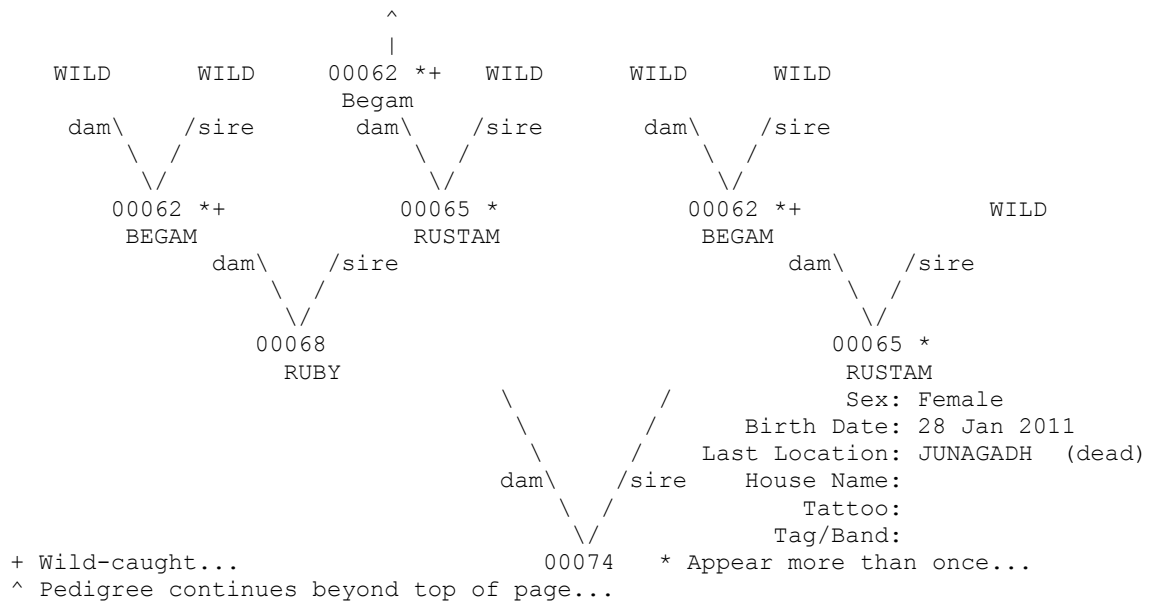 ^
|
WILD WILD 00062 *+ WILD WILD WILD
Begam
dam\ /sire dam\ /sire dam\ /sire
\ / \ / \ /
\/ \/ \/
00062 *+ 00065 * 00062 *+ WILD
BEGAM RUSTAM BEGAM
dam\ /sire dam\ /sire
\ / \ /
\/ \/
00068 00065 *
RUBY RUSTAM
\ / Sex: Female
\ / Birth Date: 28 Jan 2011
\ / Last Location: JUNAGADH (dead)
dam\ /sire House Name:
\ / Tattoo:
\/ Tag/Band:
+ Wild-caught... 00074 * Appear more than once...
^ Pedigree continues beyond top of page...